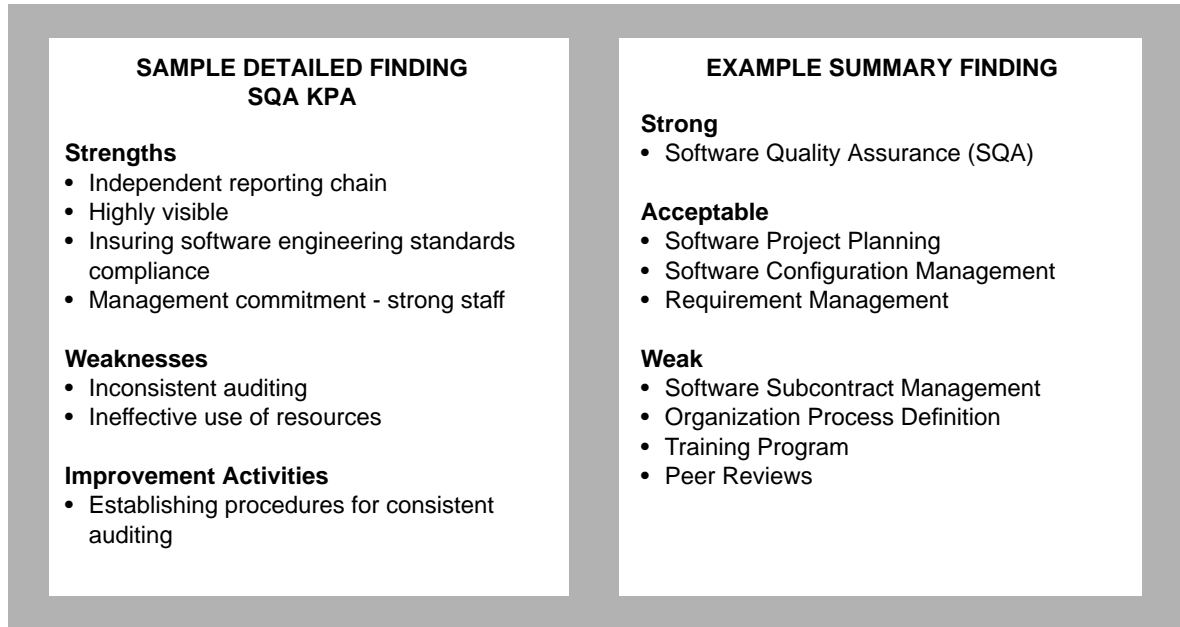 SAMPLE DETAILED FINDING
SQA KPA
Strengths
• Independent reporting chain
• Highly visible
• Insuring software engineering standards
compliance
• Management commitment - strong staff
Weaknesses
• Inconsistent auditing
• Ineffective use of resources
Improvement Activities
• Establishing procedures for consistent
auditing
EXAMPLE SUMMARY FINDING
Strong
• Software Quality Assurance (SQA)
Acceptable
• Software Project Planning
• Software Configuration Management
• Requirement Management
Weak
• Software Subcontract Management
• Organization Process Definition
• Training Program
• Peer Reviews